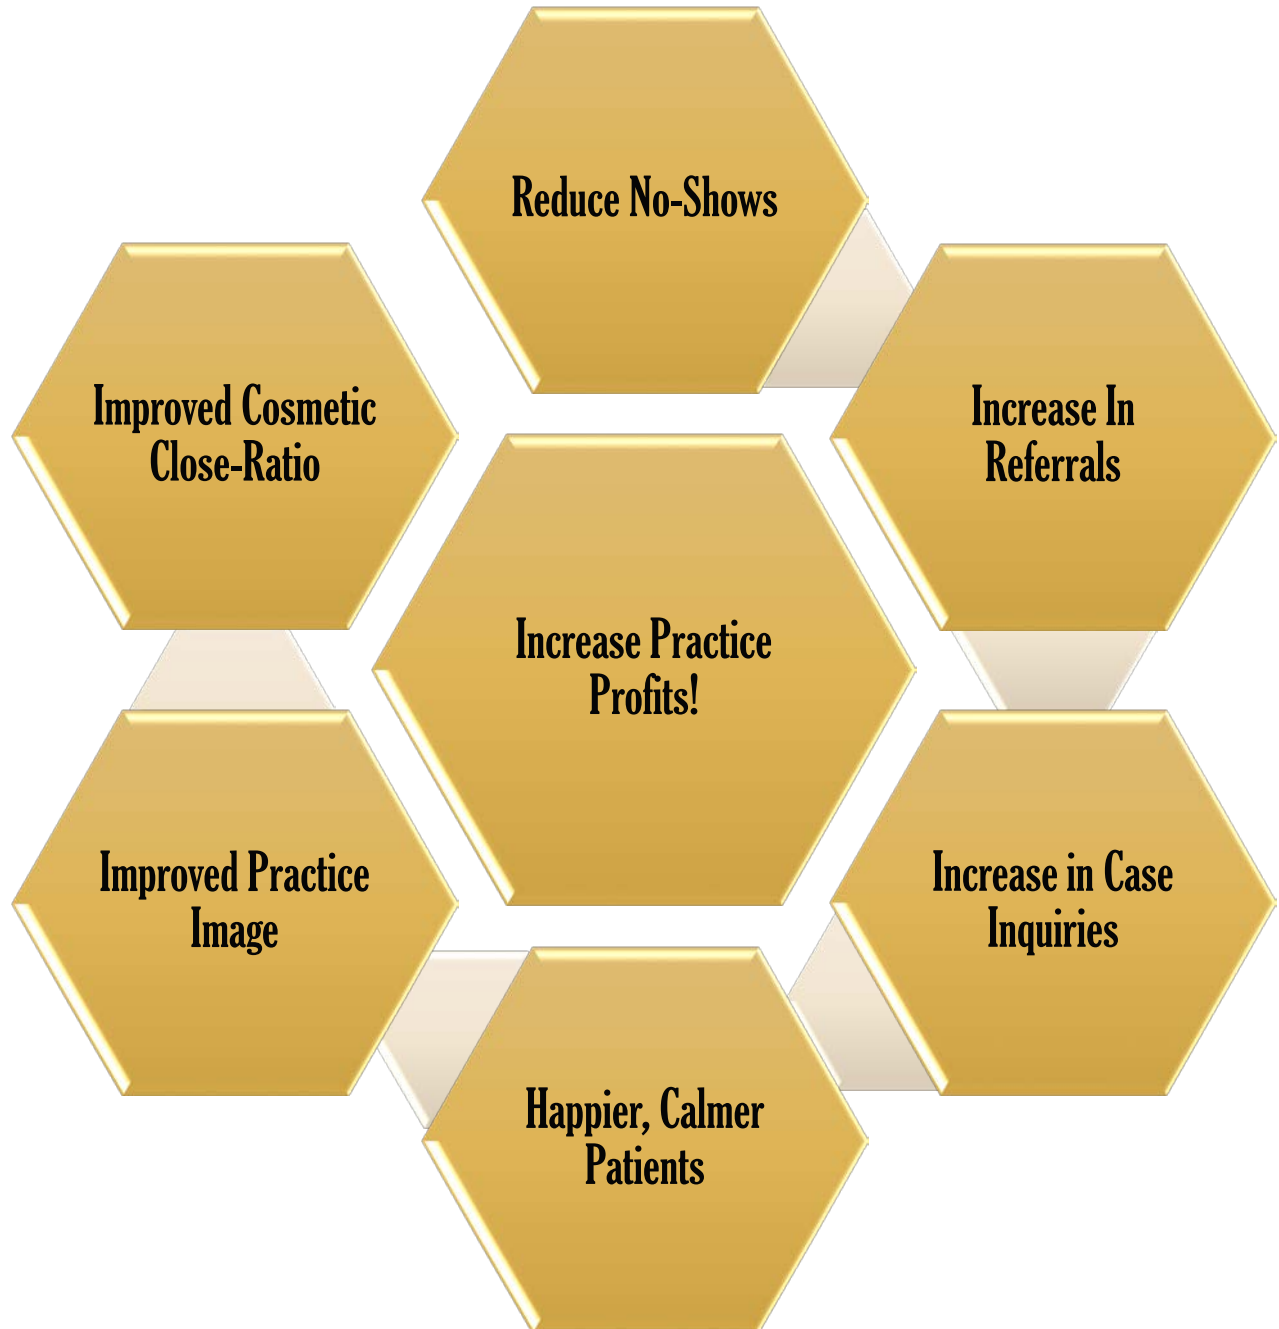 Reduce No-Shows
Improved Cosmetic
Close-Ratio
Increase In
Referrals
Increase Practice
Profits!
Improved Practice
Image
Increase in Case
Inquiries
Happier, Calmer
Patients